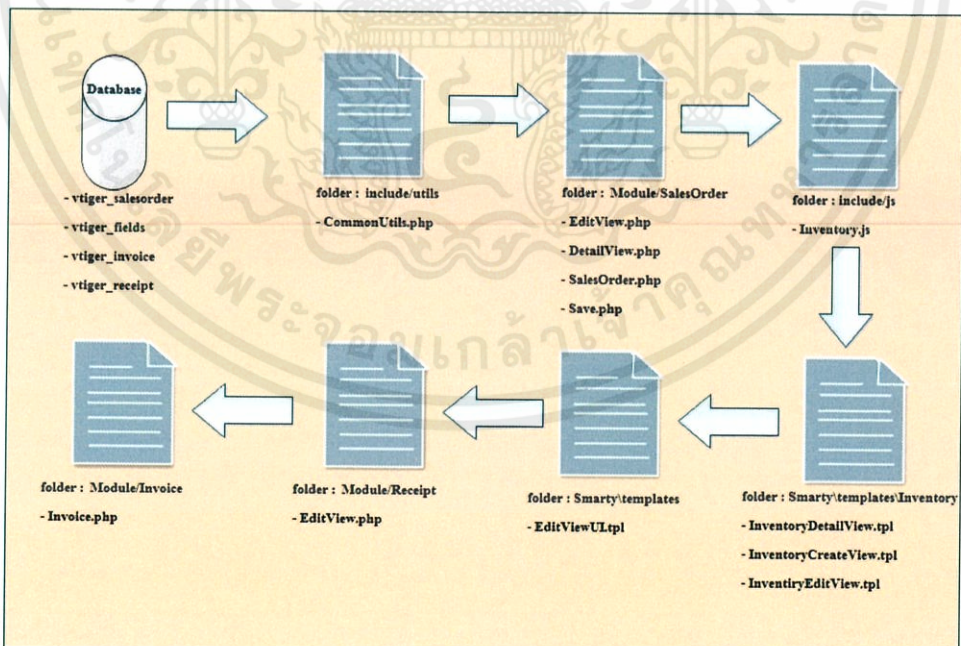 Database
- vtiger_salesorder
- vtiger_fields
- vtiger_invoice
- vtiger_receipt
folder : include/utils
- CommonUtils.php
folder : Module/SalesOrder
- EditView.php
- DetailView.php
- SalesOrder.php
- Save.php
folder : include/js
- Inventory.js
folder : Module/Invoice
- Invoice.php
folder : Module/Receipt
- EditView.php
folder : Smarty\templates
- EditViewUI.tpl
folder : Smarty\templates\Inventory
- InventoryDetailView.tpl
- InventoryCreateView.tpl
- InventiryEditView.tpl